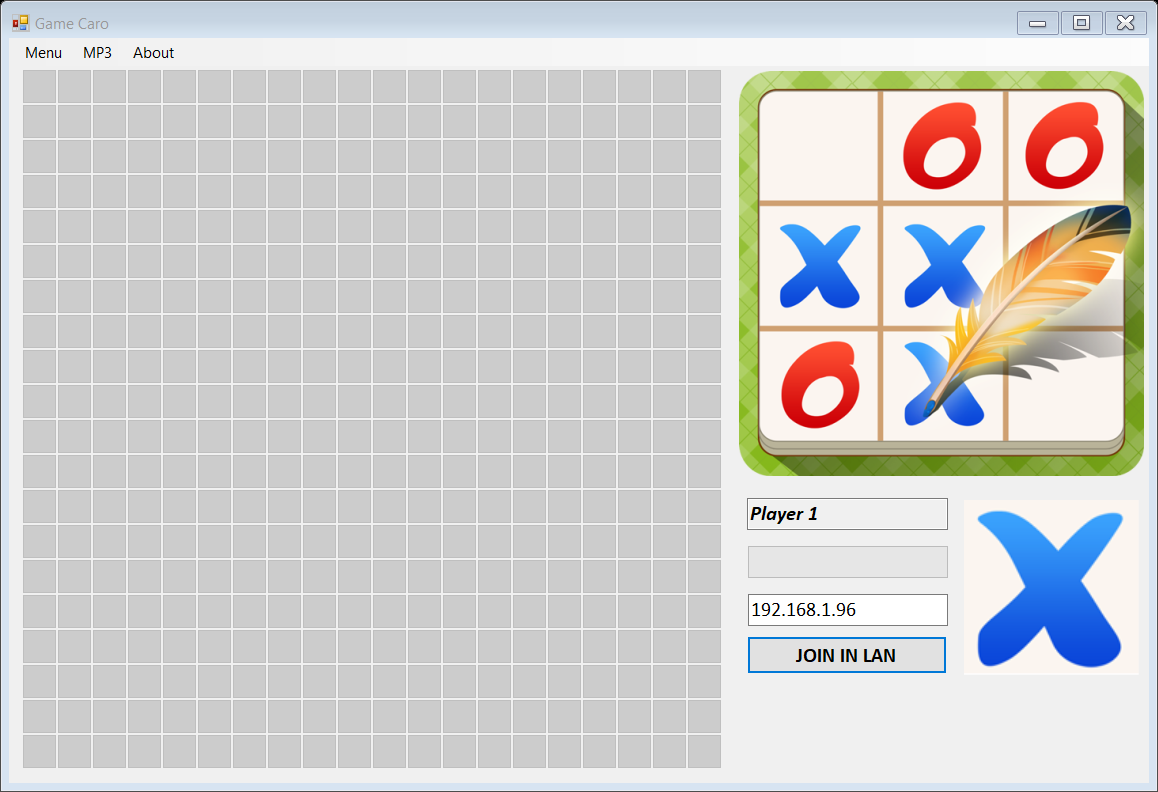 Game Caro
Menu MP3 About
O O
X X
O X
Player 1
192.168.1.96
JOIN IN LAN
X